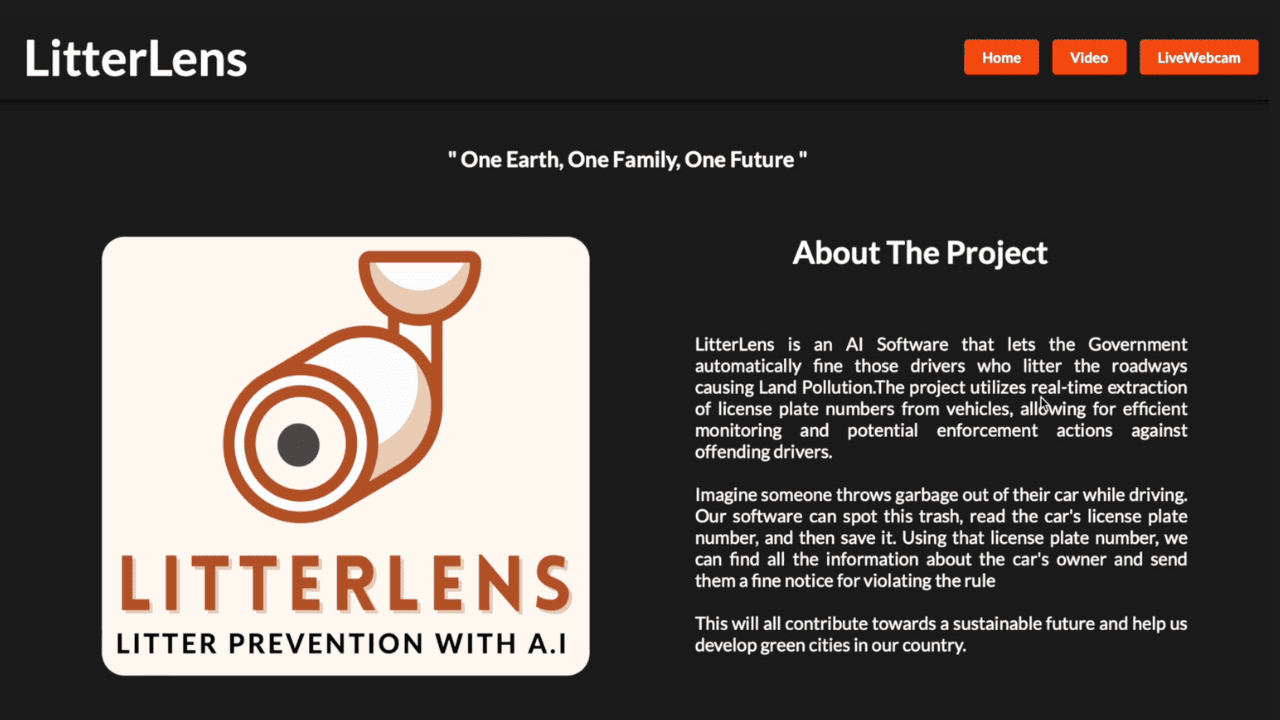 LitterLens
Home
Video
LiveWebcam
" One Earth, One Family, One Future "
LITTERLENS
LITTER PREVENTION WITH A.I
About The Project
LitterLens is an AI Software that lets the Government
automatically fine those drivers who litter the roadways
causing Land Pollution.The project utilizes real-time extraction
of license plate numbers from vehicles, allowing for efficient
monitoring and potential enforcement actions against
offending drivers.
Imagine someone throws garbage out of their car while driving.
Our software can spot this trash, read the car's license plate
number, and then save it. Using that license plate number, we
can find all the information about the car's owner and send
them a fine notice for violating the rule
This will all contribute towards a sustainable future and help us
develop green cities in our country.